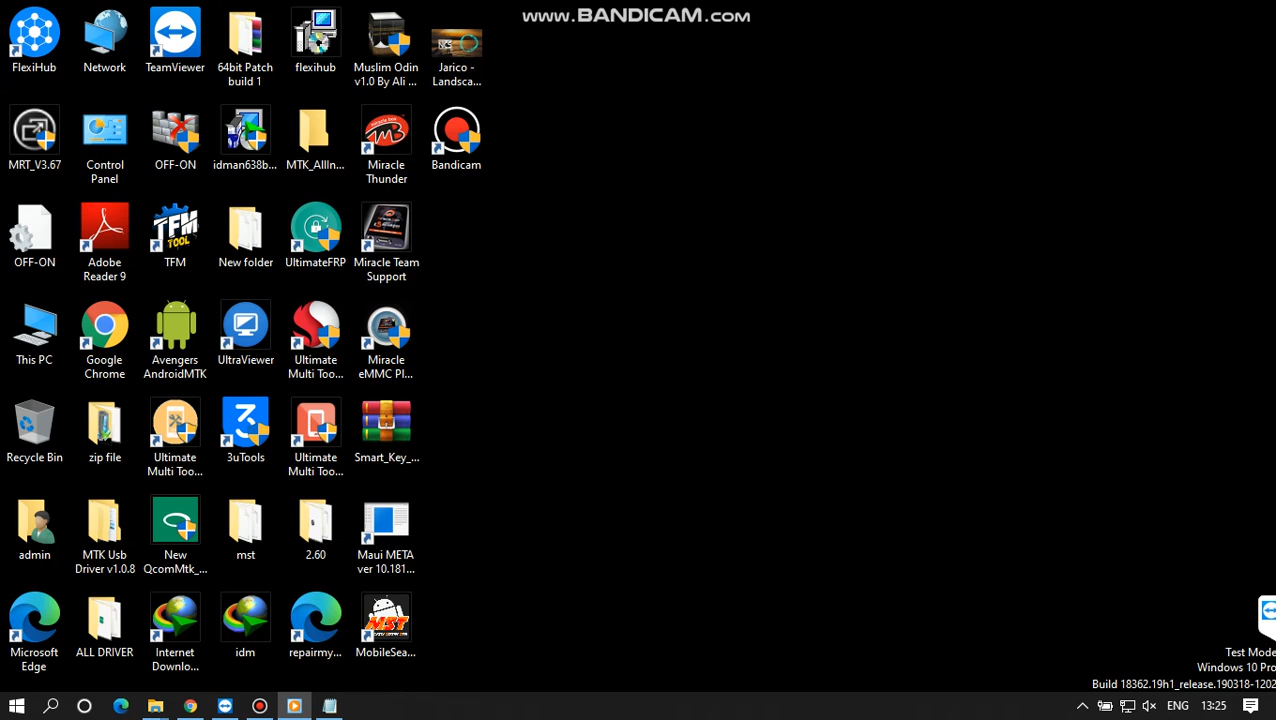 www.BANDICAM.com
FlexiHub
Network
TeamViewer
64bit Patch
build 1
flexihub
Muslim Odin
v1.0 By Ali ...
Jarico -
Landsca...
MRT_V3.67
Control
Panel
OFF-ON
idman638b...
MTK_AllIn...
Miracle
Thunder
Bandicam
OFF-ON
Adobe
Reader 9
TFM
TOOL
TFM
New folder
UltimateFRP
Miracle Team
Support
This PC
Google
Chrome
Avengers
AndroidMTK
UltraViewer
Ultimate
Multi Too...
Miracle
eMMC Pl...
Recycle Bin
zip file
Ultimate
Multi Too...
3uTools
Ultimate
Multi Too...
Smart_Key_...
admin
MTK Usb
Driver v1.0.8
New
QcomMtk_...
mst
2.60
Maui META
ver 10.181...
Microsoft
Edge
ALL DRIVER
Internet
Downlo...
idm
repairmy...
MST
MobileSea...
Test Mode
Windows 10 Pro
Build 18362.19h1_release.190318-1202
ENG
13:25